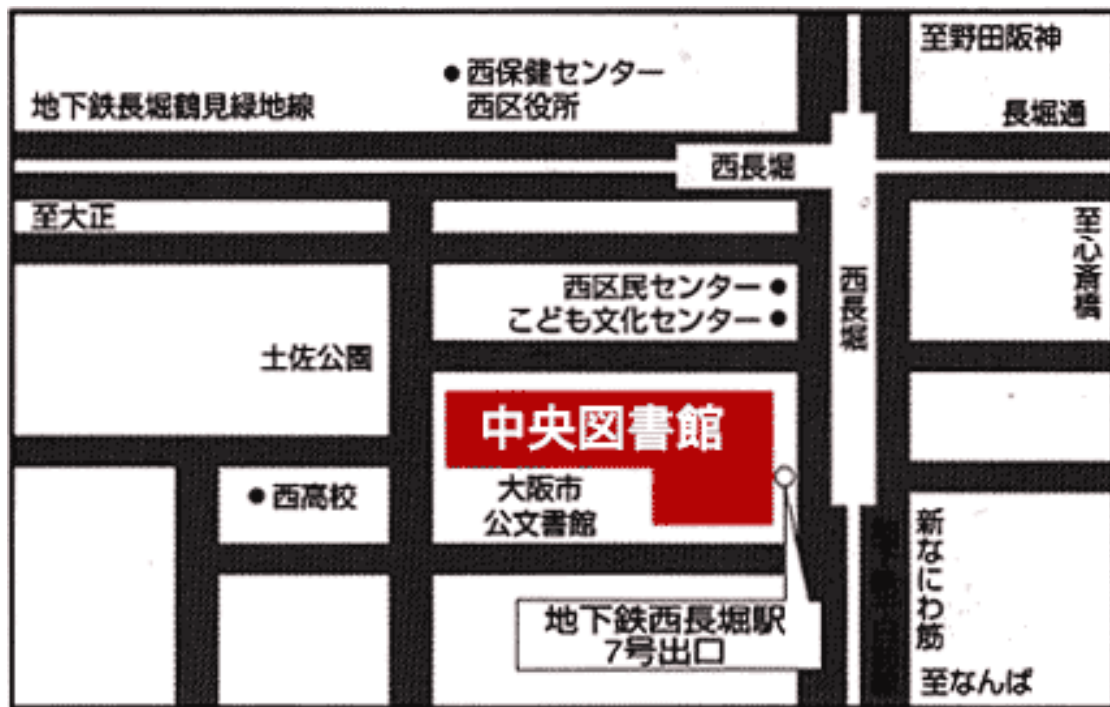 至野田阪神
西保健センター
西区役所
地下鉄長堀鶴見緑地線
長堀通
西長堀
至大正
至心斎橋
西区民センター
こども文化センター
西長堀
土佐公園
中央図書館
大阪市
公文書館
西高校
新なにわ筋
地下鉄西長堀駅
7号出口
至なんば